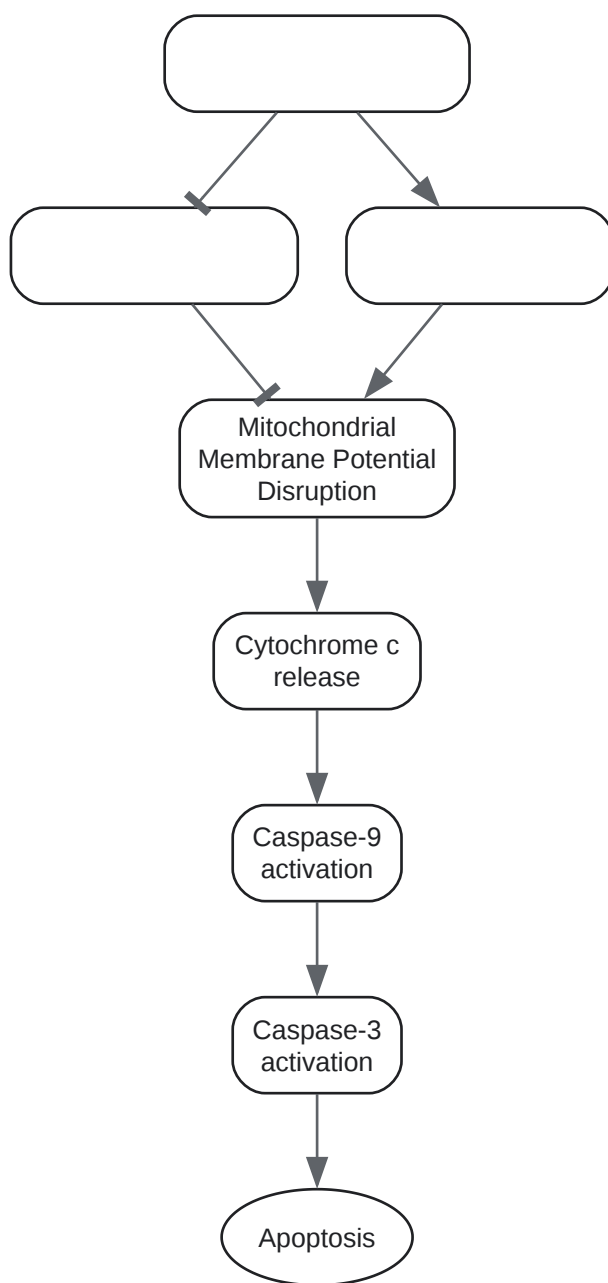 Mitochondrial
Membrane Potential
Disruption
Cytochrome c
release
Caspase-9
activation
Caspase-3
activation
Apoptosis